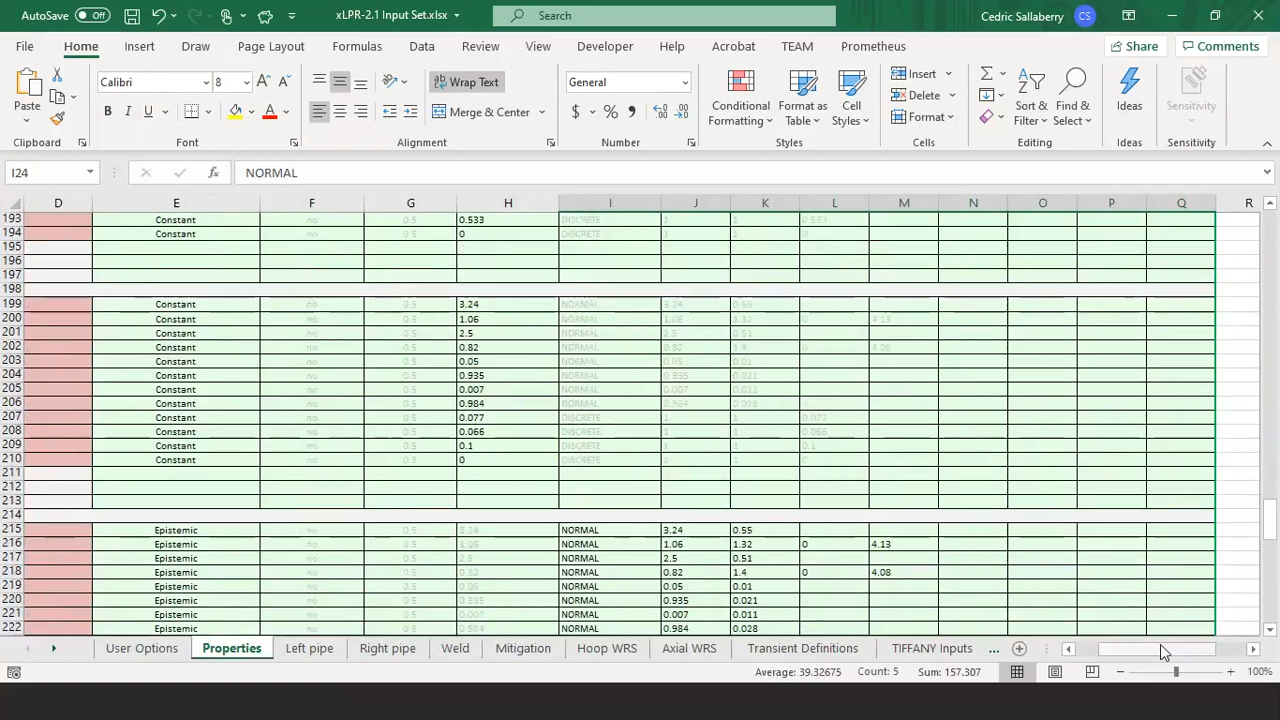 AutoSave Off xLPR-2.1 Input Set.xlsx Search Cedric Sallaberry CS
File Home Insert Draw Page Layout Formulas Data Review View Developer Help Acrobat TEAM Prometheus Share Comments
Paste Calibri 8 Wrap Text General Conditional Formatting Format as Table Cell Styles Insert Delete Format Sort & Filter Find & Select Ideas Sensitivity
B I U Merge & Center $ %
Clipboard Font Alignment Number Styles Cells Editing Ideas Sensitivity
I24 fx NORMAL
D E F G H I J K L M N O P Q R
193 Constant no 0.5 0.533 DISCRETE 1 1 0.533
194 Constant no 0.5 0 DISCRETE 1 1 0
195
196
197
198
199 Constant no 0.5 3.24 NORMAL 3.24 0.55
200 Constant no 0.5 1.06 NORMAL 1.06 1.32 0 4.13
201 Constant no 0.5 2.5 NORMAL 2.5 0.51
202 Constant no 0.5 0.82 NORMAL 0.82 1.4 0 4.08
203 Constant no 0.5 0.05 NORMAL 0.05 0.01
204 Constant no 0.5 0.935 NORMAL 0.935 0.021
205 Constant no 0.5 0.007 NORMAL 0.007 0.011
206 Constant no 0.5 0.984 NORMAL 0.984
207 Constant no 0.5 0.077 DISCRETE 1 1 0.077
208 Constant no 0.5 0.066 DISCRETE 1 1 0.066
209 Constant no 0.5 0.1 DISCRETE 1 1 0.1
210 Constant no 0.5 0 DISCRETE 1 1 0
211
212
213
214
215 Epistemic no 0.5 3.24 NORMAL 3.24 0.55
216 Epistemic no 0.5 1.06 NORMAL 1.06 1.32 0 4.13
217 Epistemic no 0.5 2.5 NORMAL 2.5 0.51
218 Epistemic no 0.5 0.82 NORMAL 0.82 1.4 0 4.08
219 Epistemic no 0.5 0.05 NORMAL 0.05 0.01
220 Epistemic no 0.5 0.935 NORMAL 0.935 0.021
221 Epistemic no 0.5 0.007 NORMAL 0.007 0.011
222 Epistemic no 0.5 0.984 NORMAL 0.984 0.028
User Options Properties Left pipe Right pipe Weld Mitigation Hoop WRS Axial WRS Transient Definitions TIFFANY Inputs ...
Average: 39.32675 Count: 5 Sum: 157.307 100%